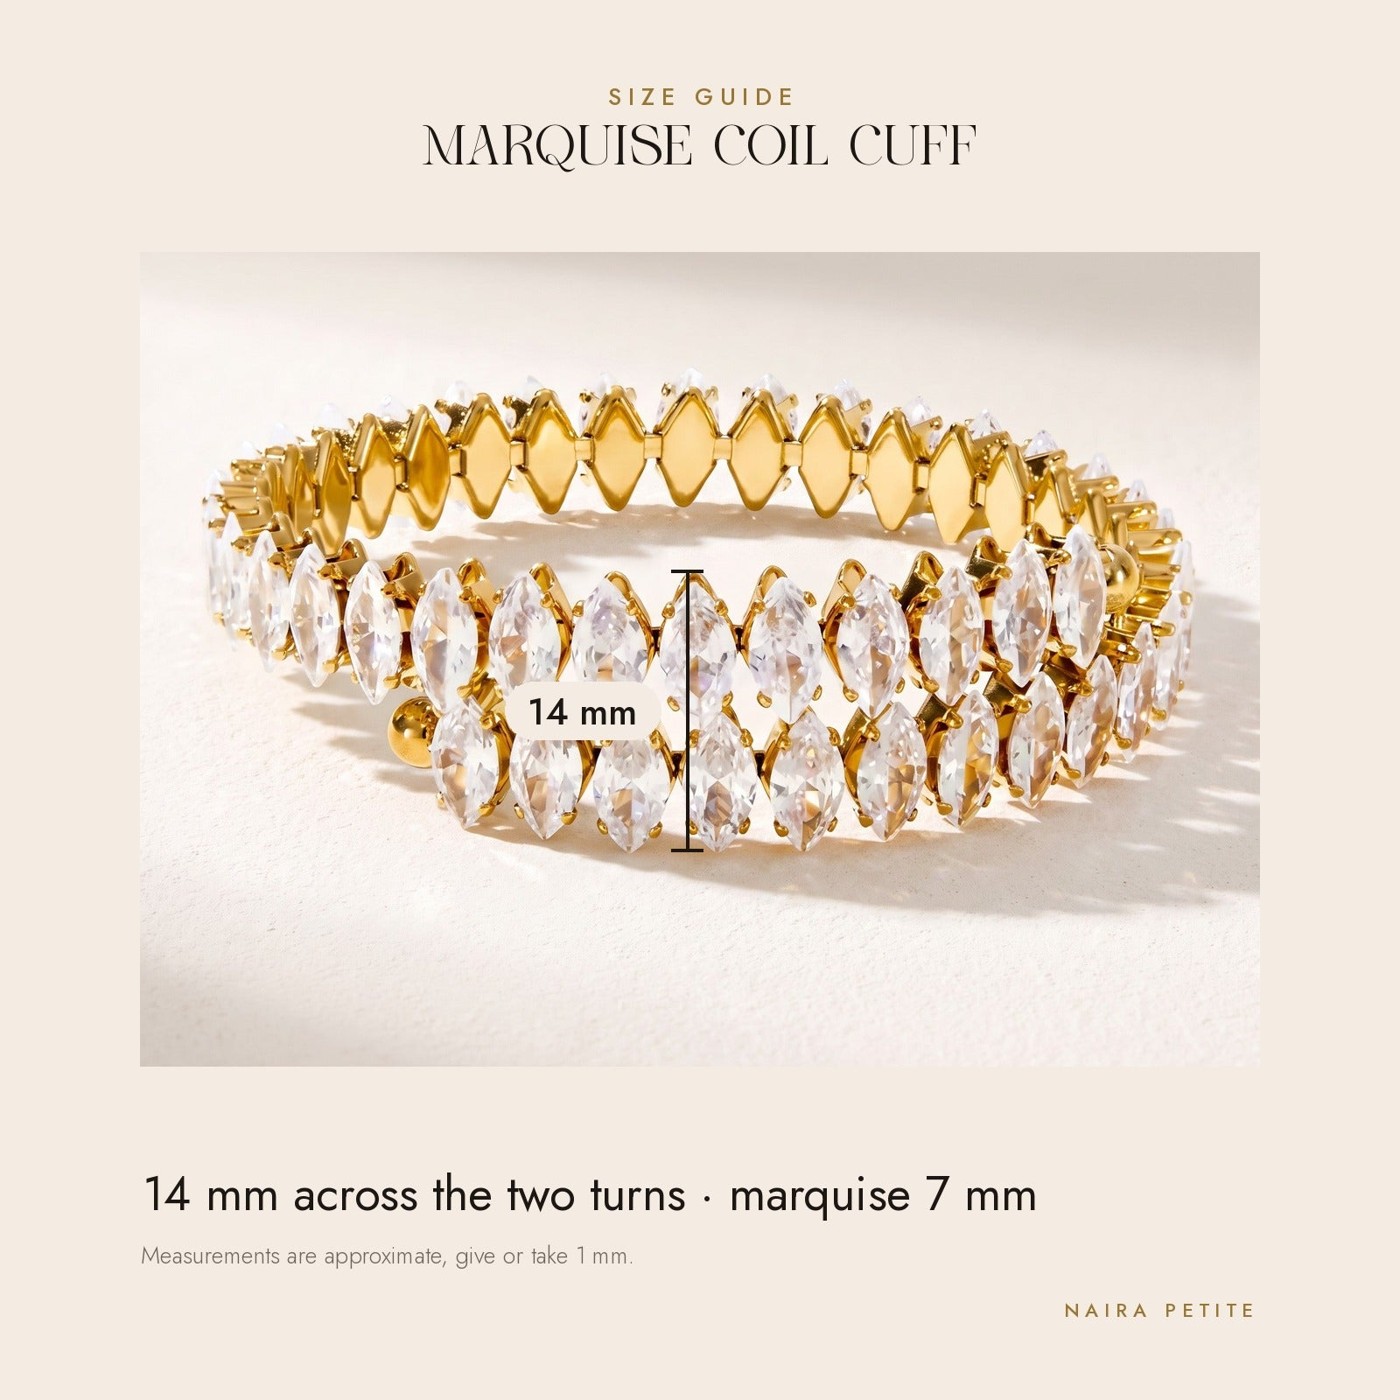 SIZE GUIDE
MARQUISE COIL CUFF
14 mm
14 mm across the two turns · marquise 7 mm
Measurements are approximate, give or take 1 mm.
NAIRA PETITE